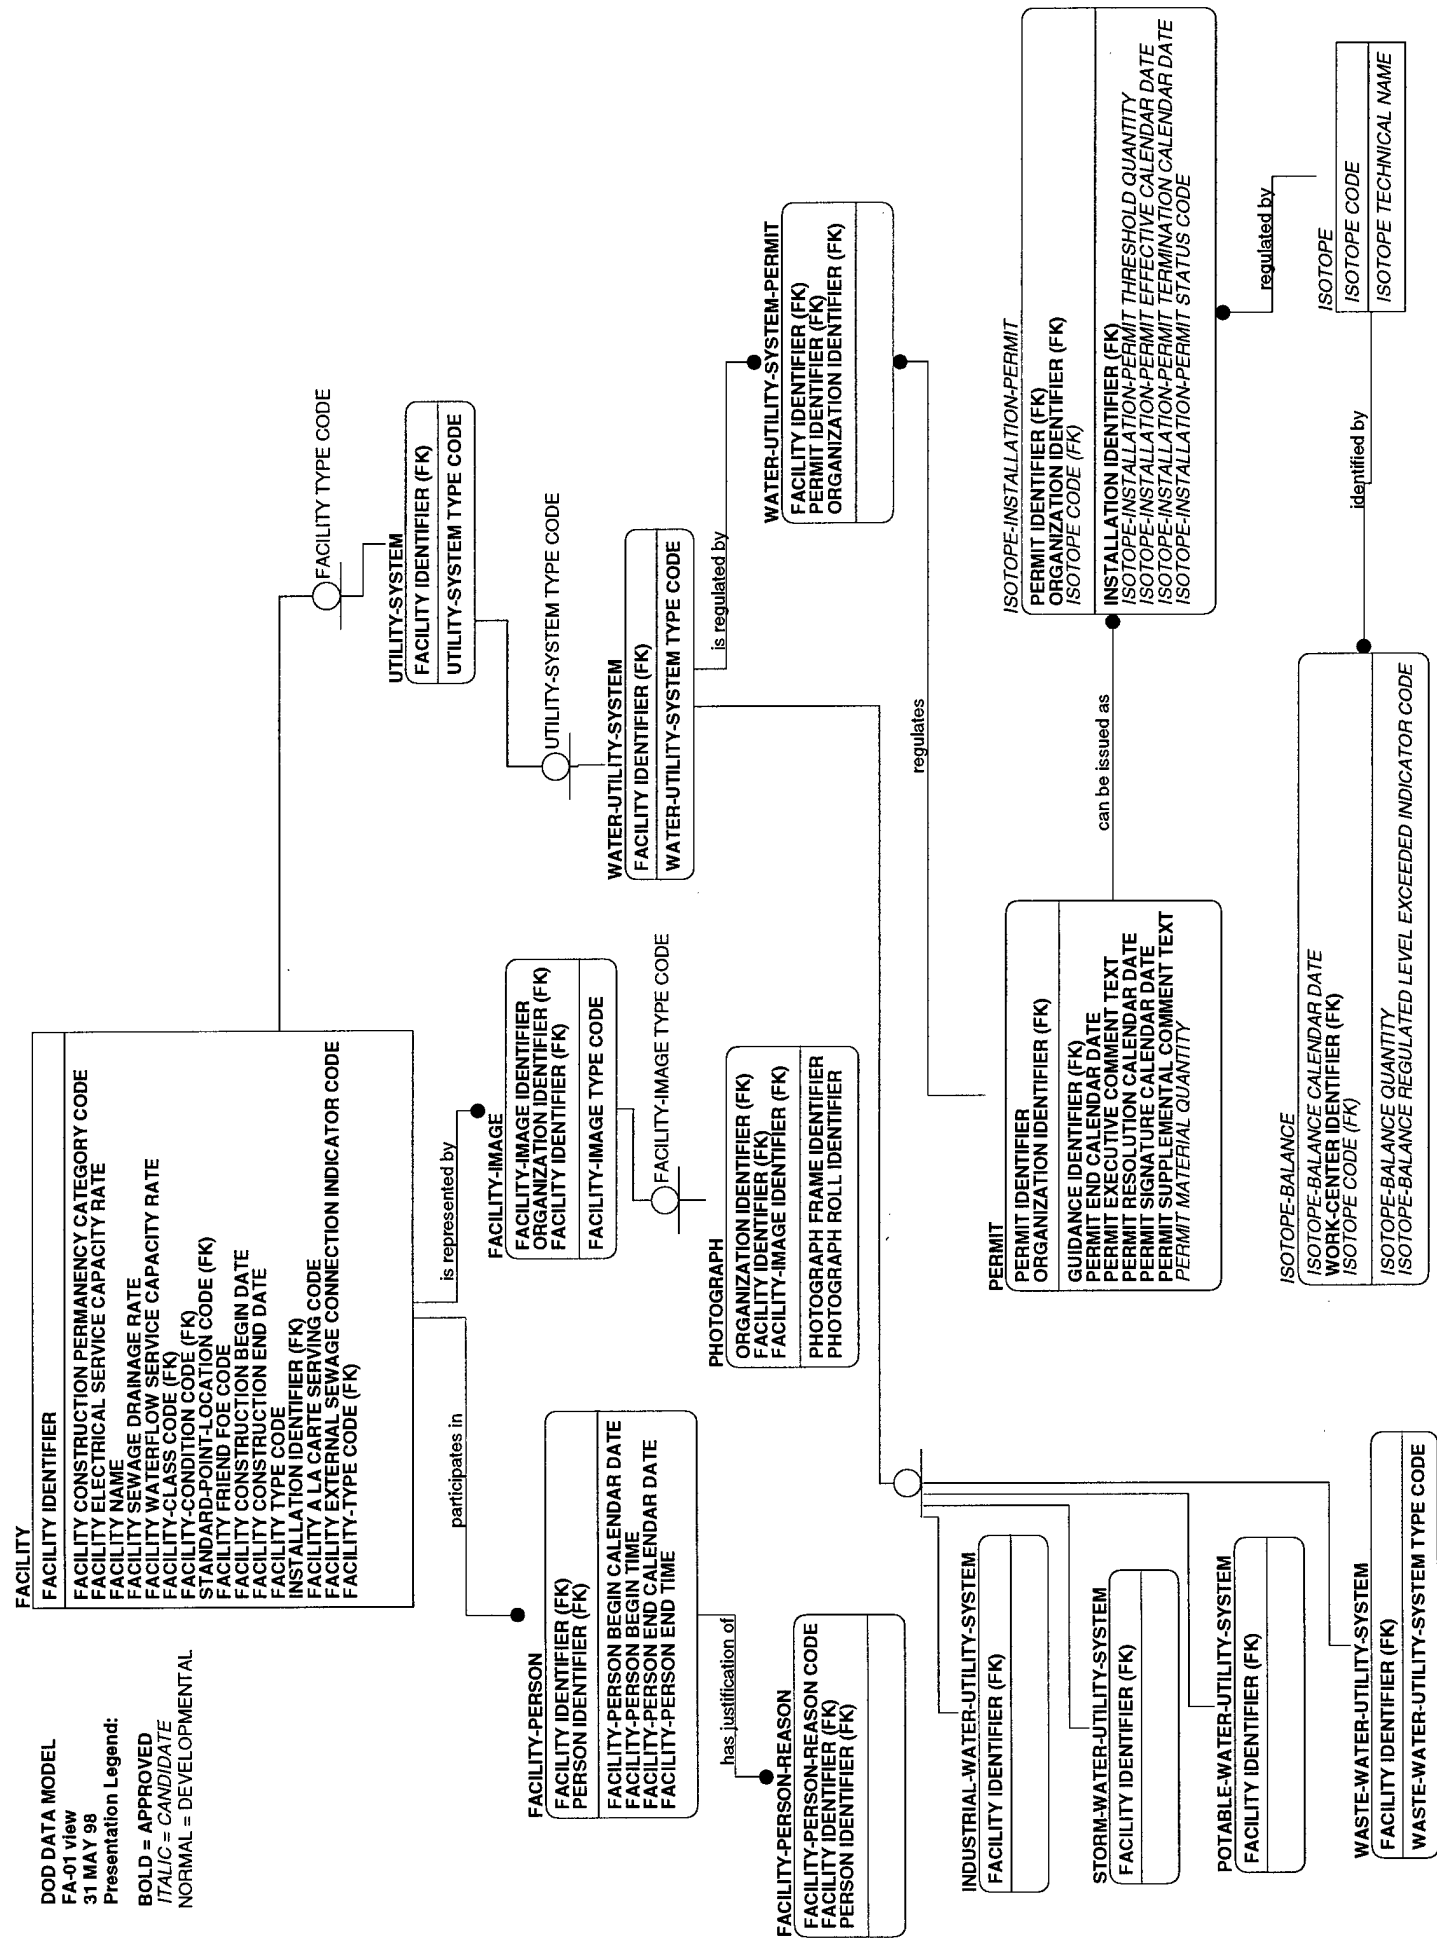 DOD DATA MODEL
FA-01 view
31 MAY 98
Presentation Legend:
BOLD = APPROVED
ITALIC = CANDIDATE
NORMAL = DEVELOPMENTAL
FACILITY
FACILITY IDENTIFIER
FACILITY CONSTRUCTION PERMANENCY CATEGORY CODE
FACILITY ELECTRICAL SERVICE CAPACITY RATE
FACILITY NAME
FACILITY SEWAGE DRAINAGE RATE
FACILITY WATERFLOW SERVICE CAPACITY RATE
FACILITY-CLASS CODE (FK)
FACILITY-CONDITION CODE (FK)
STANDARD-POINT-LOCATION CODE (FK)
FACILITY FRIEND FOE CODE
FACILITY CONSTRUCTION BEGIN DATE
FACILITY CONSTRUCTION END DATE
FACILITY TYPE CODE
INSTALLATION IDENTIFIER (FK)
FACILITY A LA CARTE SERVING CODE
FACILITY EXTERNAL SEWAGE CONNECTION INDICATOR CODE
FACILITY-TYPE CODE (FK)
participates in
is represented by
FACILITY TYPE CODE
FACILITY-PERSON
FACILITY IDENTIFIER (FK)
PERSON IDENTIFIER (FK)
FACILITY-PERSON BEGIN CALENDAR DATE
FACILITY-PERSON BEGIN TIME
FACILITY-PERSON END CALENDAR DATE
FACILITY-PERSON END TIME
has justification of
FACILITY-PERSON-REASON
FACILITY-PERSON-REASON CODE
FACILITY IDENTIFIER (FK)
PERSON IDENTIFIER (FK)
FACILITY-IMAGE
FACILITY-IMAGE IDENTIFIER
ORGANIZATION IDENTIFIER (FK)
FACILITY IDENTIFIER (FK)
FACILITY-IMAGE TYPE CODE
FACILITY-IMAGE TYPE CODE
PHOTOGRAPH
ORGANIZATION IDENTIFIER (FK)
FACILITY IDENTIFIER (FK)
FACILITY-IMAGE IDENTIFIER (FK)
PHOTOGRAPH FRAME IDENTIFIER
PHOTOGRAPH ROLL IDENTIFIER
UTILITY-SYSTEM
FACILITY IDENTIFIER (FK)
UTILITY-SYSTEM TYPE CODE
UTILITY-SYSTEM TYPE CODE
WATER-UTILITY-SYSTEM
FACILITY IDENTIFIER (FK)
WATER-UTILITY-SYSTEM TYPE CODE
is regulated by
WATER-UTILITY-SYSTEM-PERMIT
FACILITY IDENTIFIER (FK)
PERMIT IDENTIFIER (FK)
ORGANIZATION IDENTIFIER (FK)
regulates
INDUSTRIAL-WATER-UTILITY-SYSTEM
FACILITY IDENTIFIER (FK)
STORM-WATER-UTILITY-SYSTEM
FACILITY IDENTIFIER (FK)
POTABLE-WATER-UTILITY-SYSTEM
FACILITY IDENTIFIER (FK)
WASTE-WATER-UTILITY-SYSTEM
FACILITY IDENTIFIER (FK)
WASTE-WATER-UTILITY-SYSTEM TYPE CODE
PERMIT
PERMIT IDENTIFIER
ORGANIZATION IDENTIFIER (FK)
GUIDANCE IDENTIFIER (FK)
PERMIT END CALENDAR DATE
PERMIT EXECUTIVE COMMENT TEXT
PERMIT RESOLUTION CALENDAR DATE
PERMIT SIGNATURE CALENDAR DATE
PERMIT SUPPLEMENTAL COMMENT TEXT
PERMIT MATERIAL QUANTITY
can be issued as
ISOTOPE-INSTALLATION-PERMIT
PERMIT IDENTIFIER (FK)
ORGANIZATION IDENTIFIER (FK)
ISOTOPE CODE (FK)
INSTALLATION IDENTIFIER (FK)
ISOTOPE-INSTALLATION-PERMIT THRESHOLD QUANTITY
ISOTOPE-INSTALLATION-PERMIT EFFECTIVE CALENDAR DATE
ISOTOPE-INSTALLATION-PERMIT TERMINATION CALENDAR DATE
ISOTOPE-INSTALLATION-PERMIT STATUS CODE
regulated by
ISOTOPE-BALANCE
ISOTOPE-BALANCE CALENDAR DATE
WORK-CENTER IDENTIFIER (FK)
ISOTOPE CODE (FK)
ISOTOPE-BALANCE QUANTITY
ISOTOPE-BALANCE REGULATED LEVEL EXCEEDED INDICATOR CODE
identified by
ISOTOPE
ISOTOPE CODE
ISOTOPE TECHNICAL NAME